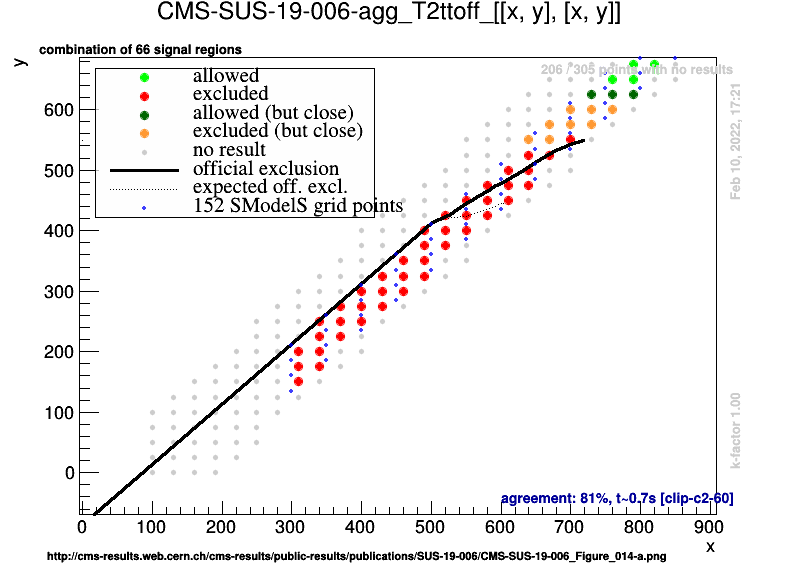 CMS-SUS-19-006-agg_T2ttoff_[[x, y], [x, y]]
combination of 66 signal regions
y
206 / 305 points with no results
allowed
excluded
allowed (but close)
excluded (but close)
no result
official exclusion
expected off. excl.
152 SModelS grid points
Feb 10, 2022, 17:21
k-factor 1.00
600
500
400
300
200
100
0
agreement: 81%, t~0.7s [clip-c2-60]
0 100 200 300 400 500 600 700 800 900
x
http://cms-results.web.cern.ch/cms-results/public-results/publications/SUS-19-006/CMS-SUS-19-006_Figure_014-a.png